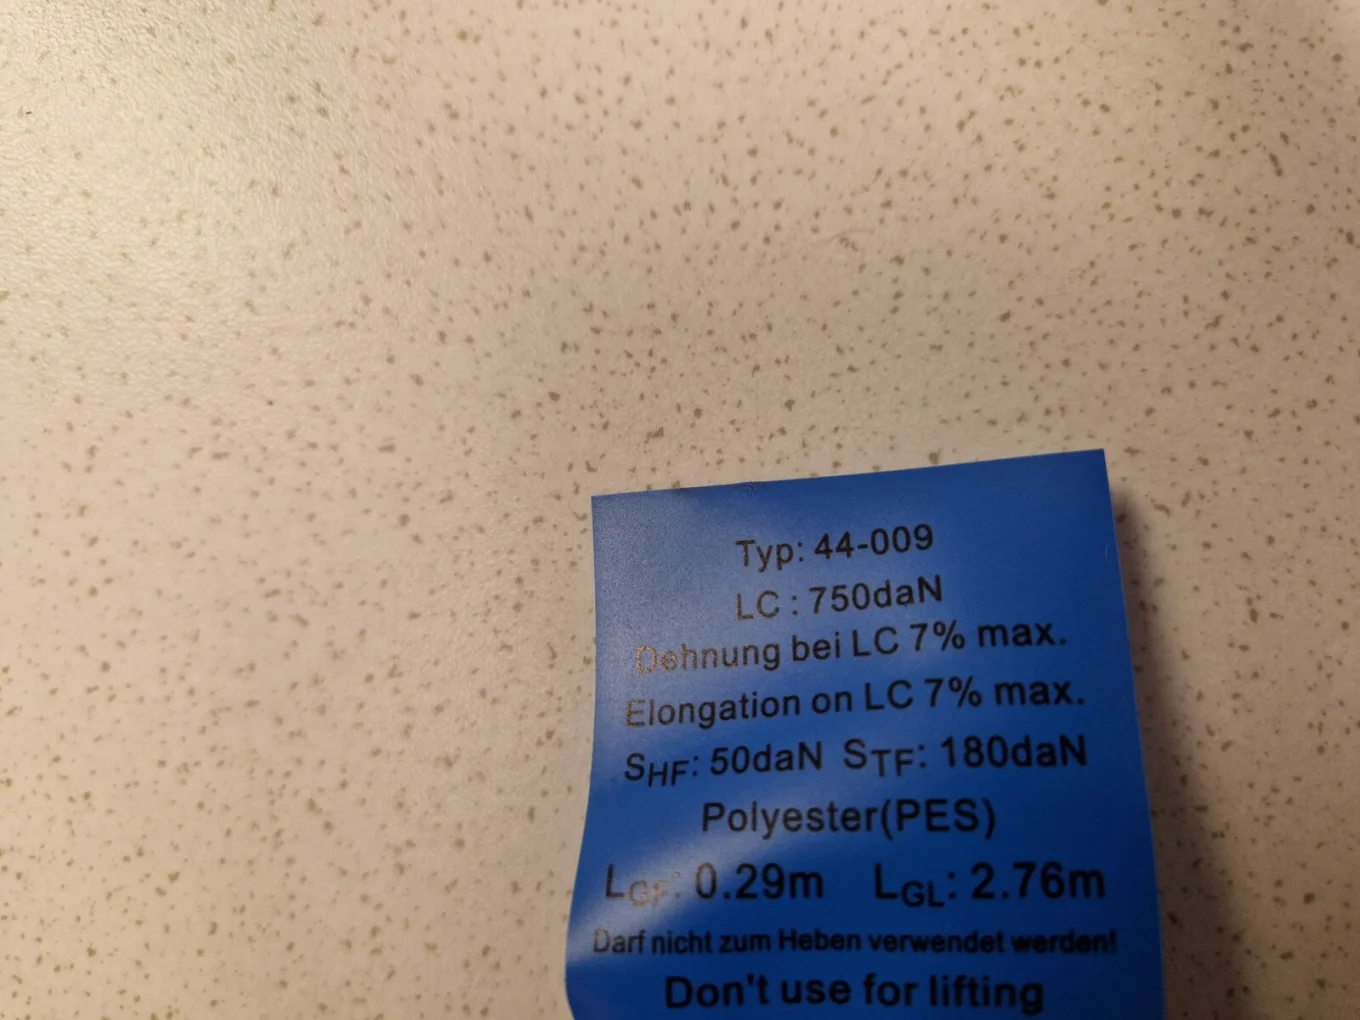 Typ: 44-009
LC : 750daN
Dehnung bei LC 7% max.
Elongation on LC 7% max.
SHF: 50daN STF: 180daN
Polyester(PES)
LGF: 0.29m LGL: 2.76m
Darf nicht zum Heben verwendet werden!
Don't use for lifting